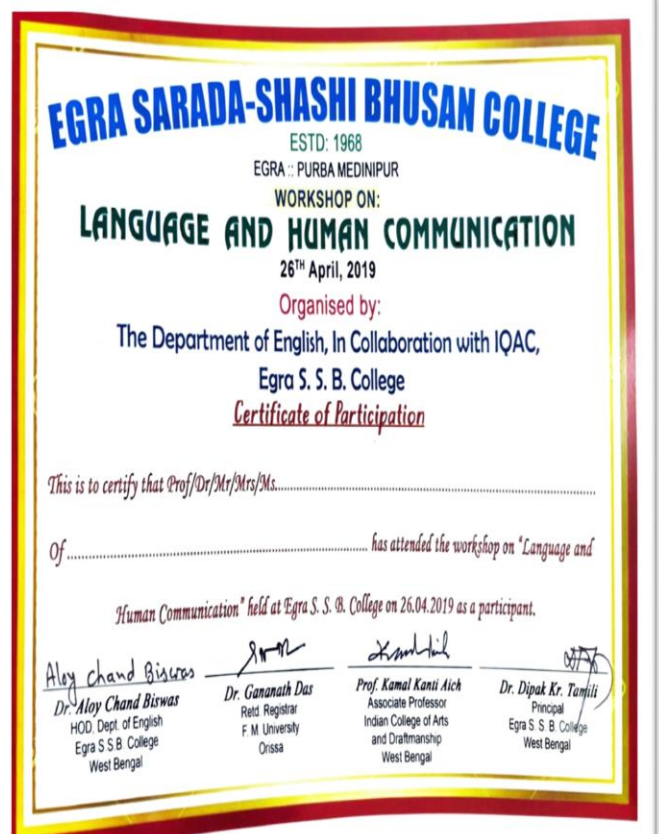 EGRA SARADA-SHASHI BHUSAN COLLEGE
ESTD: 1968
EGRA :: PURBA MEDINIPUR
WORKSHOP ON:
LANGUAGE AND HUMAN COMMUNICATION
26TH April, 2019
Organised by:
The Department of English, In Collaboration with IQAC,
Egra S. S. B. College
Certificate of Participation
This is to certify that Prof/Dr/Mr/Mrs/Ms........................................................................
Of........................................................................ has attended the workshop on "Language and
Human Communication" held at Egra S. S. B. College on 26.04.2019 as a participant.
Aloy Chand Biswas
Dr. Aloy Chand Biswas
HOD, Dept. of English
Egra S.S.B. College
West Bengal
Dr. Gananath Das
Retd. Registrar
F. M. University
Orissa
Prof. Kamal Kanti Aich
Associate Professor
Indian College of Arts
and Draftmanship
West Bengal
Dr. Dipak Kr. Tamili
Principal
Egra S. S. B. College
West Bengal